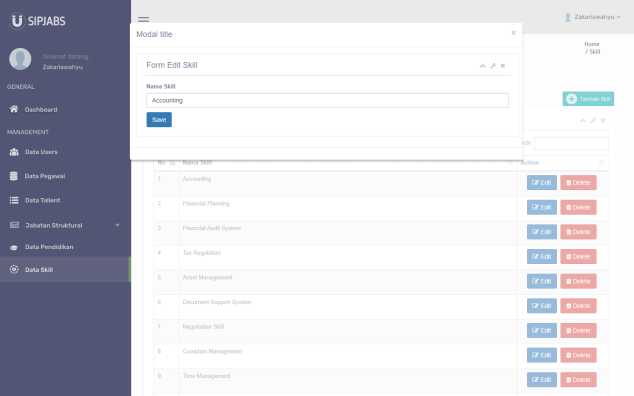 SIPJABS
Selamat datang,
Zakariawahyu
GENERAL
Dashboard
MANAGEMENT
Data Users
Data Pegawai
Data Tallent
Jabatan Struktural
Data Pendidikan
Data Skill
Zakariawahyu
Home
/ Skill
Modal title
×
Form Edit Skill
Nama Skill
Accounting
Save
Tambah Skill
No Nama Skill Action
1 Accounting Edit Delete
2 Financial Planning Edit Delete
3 Financial Audit System Edit Delete
4 Tax Regulation Edit Delete
5 Asset Management Edit Delete
6 Document Support System Edit Delete
7 Negotiation Skill Edit Delete
8 Complain Management Edit Delete
9 Time Management Edit Delete